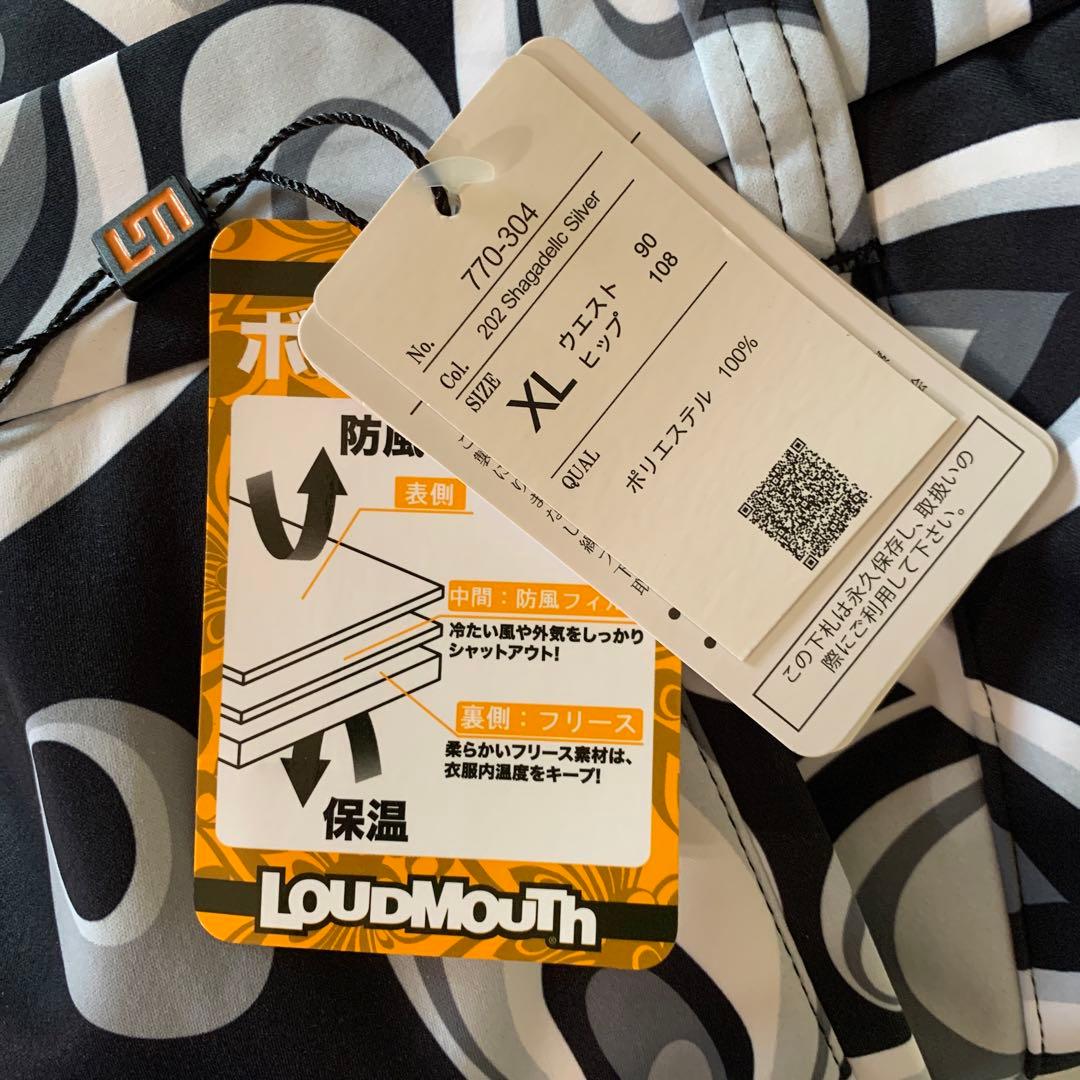 No. 770-304
Col. 202 Shagadelic Silver
SIZE
XL
ウエスト 90
ヒップ 108
QUAL
ポリエステル 100%
この下札は永久保存し、取扱いの
際にご利用して下さい。
LM
ボ
防風
表側
中間：防風フィル
冷たい風や外気をしっかり
シャットアウト!
裏側：フリース
柔らかいフリース素材は、
衣服内温度をキープ!
保温
LOUDMOUTh